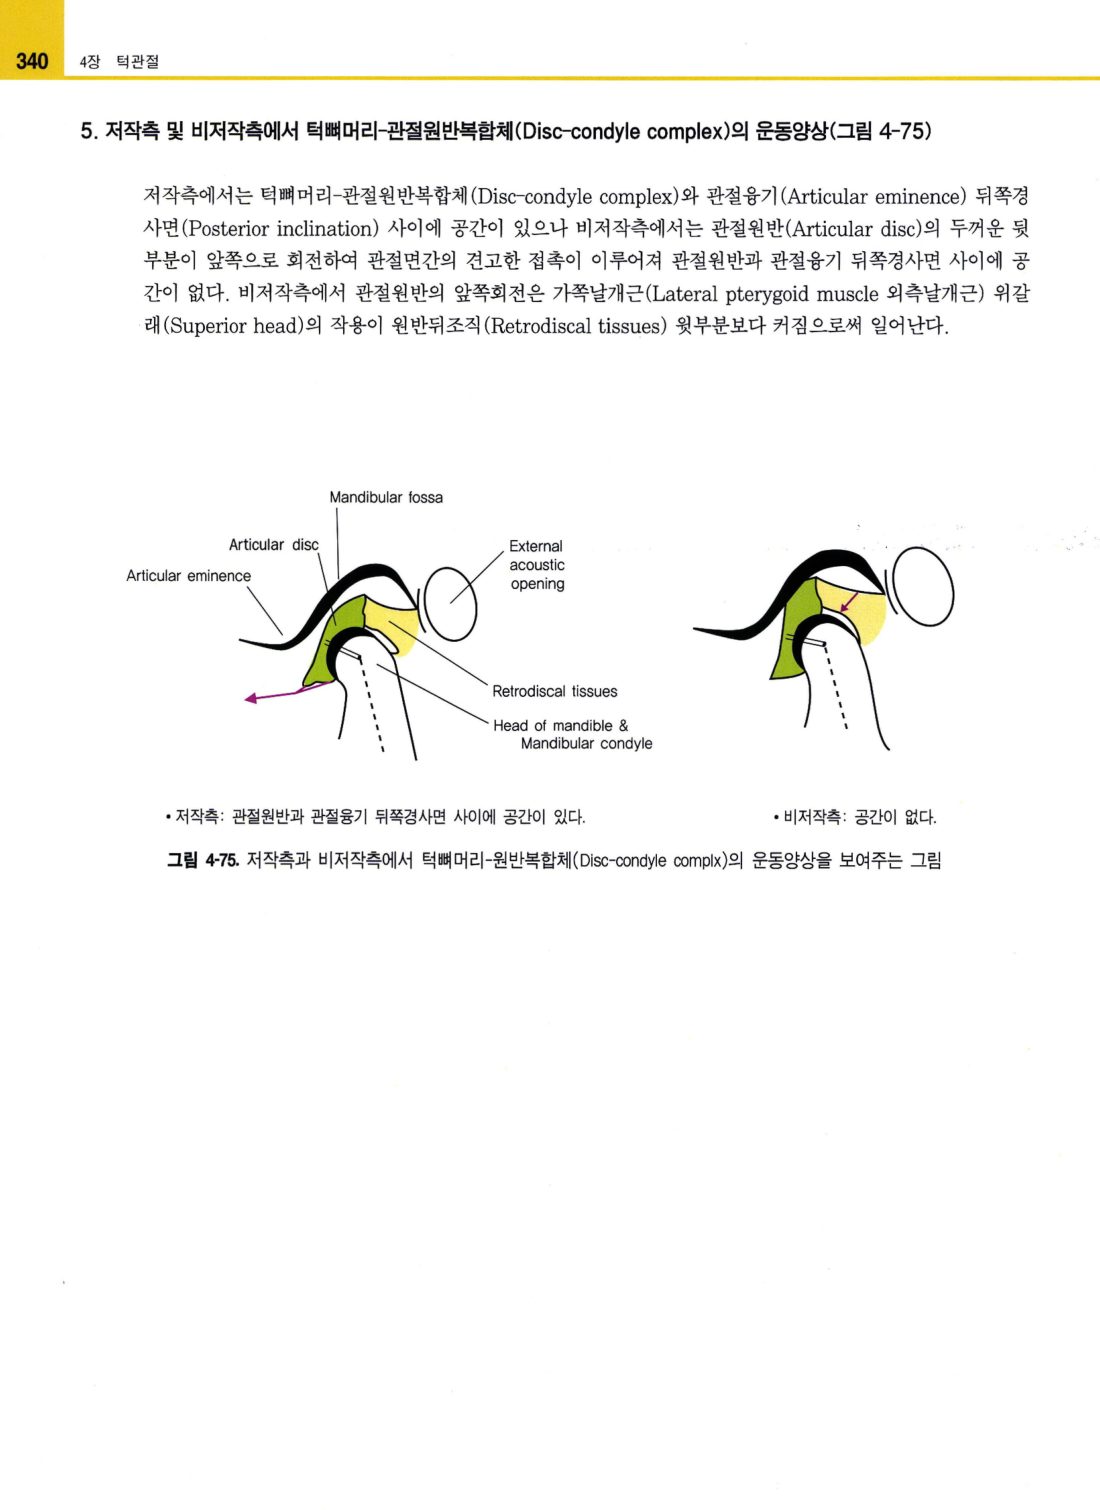 340 4장 턱관절
5. 저작측 및 비저작측에서 턱뼈머리-관절원반복합체(Disc-condyle complex)의 운동양상(그림 4-75)
저작측에서는 턱뼈머리-관절원반복합체(Disc-condyle complex)와 관절융기(Articular eminence) 뒤쪽경
사면(Posterior inclination) 사이에 공간이 있으나 비저작측에서는 관절원반(Articular disc)의 두꺼운 뒷
부분이 앞쪽으로 회전하여 관절면간의 견고한 접촉이 이루어져 관절원반과 관절융기 뒤쪽경사면 사이에 공
간이 없다. 비저작측에서 관절원반의 앞쪽회전은 가쪽날개근(Lateral pterygoid muscle 외측날개근) 위갈
래(Superior head)의 작용이 원반뒤조직(Retrodiscal tissues) 윗부분보다 커짐으로써 일어난다.
Mandibular fossa
Articular disc
Articular eminence
External
acoustic
opening
Retrodiscal tissues
Head of mandible &
Mandibular condyle
• 저작측: 관절원반과 관절융기 뒤쪽경사면 사이에 공간이 있다.
• 비저작측: 공간이 없다.
그림 4-75. 저작측과 비저작측에서 턱뼈머리-원반복합체(Disc-condyle complx)의 운동양상을 보여주는 그림